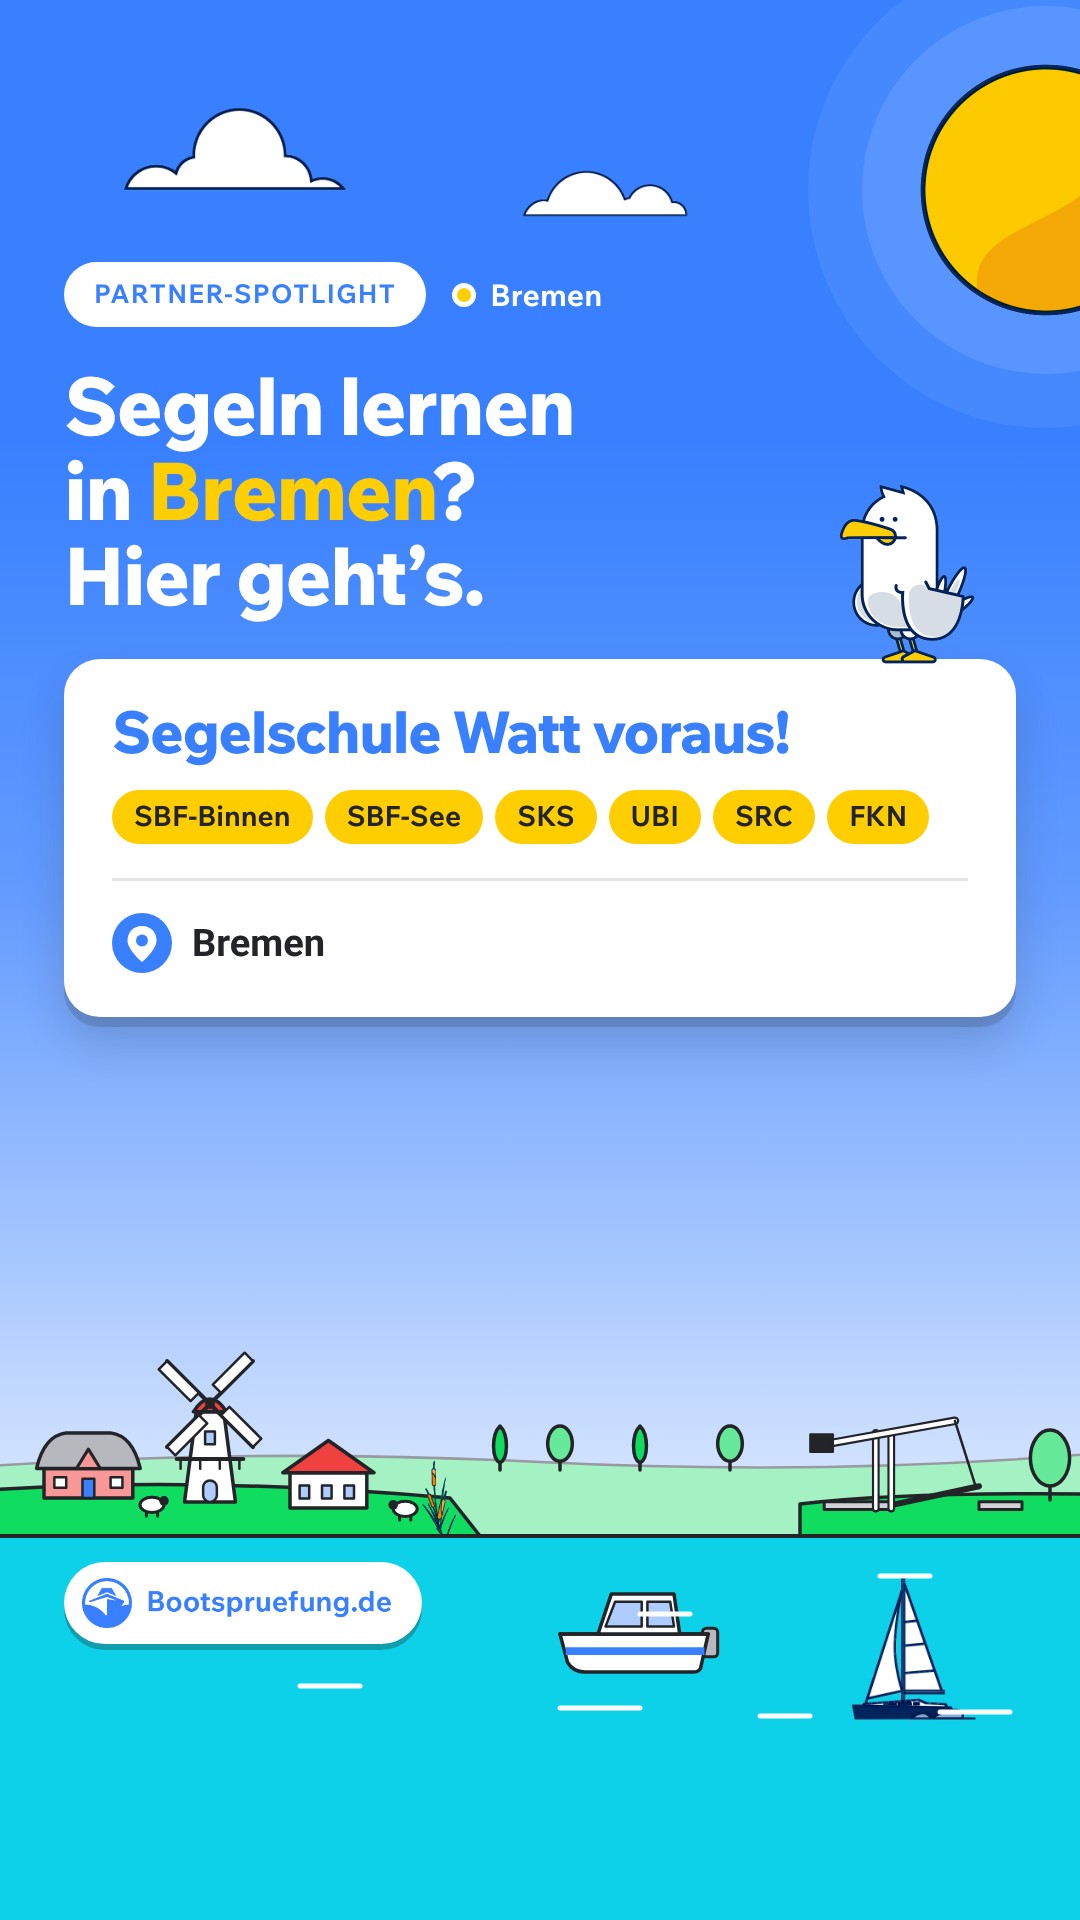 PARTNER-SPOTLIGHT
Bremen
Segeln lernen
in Bremen?
Hier geht’s.
Segelschule Watt voraus!
SBF-Binnen SBF-See SKS UBI SRC FKN
Bremen
Bootspruefung.de